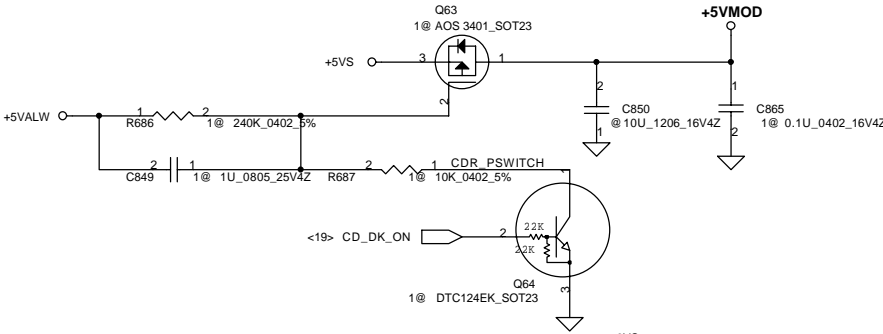 Q63
1@ AOS 3401_SOT23
+5VMOD
+5VS
3
1
2
+5VALW
1
2
R686
1@ 240K_0402_5%
2
1
C849
1@ 1U_0805_25V4Z
R687
2
1
CDR_PSWITCH
1@ 10K_0402_5%
2
C850
@10U_1206_16V4Z
1
1
C865
1@ 0.1U_0402_16V4Z
2
1
<19> CD_DK_ON
2
22K
22K
3
Q64
1@ DTC124EK_SOT23